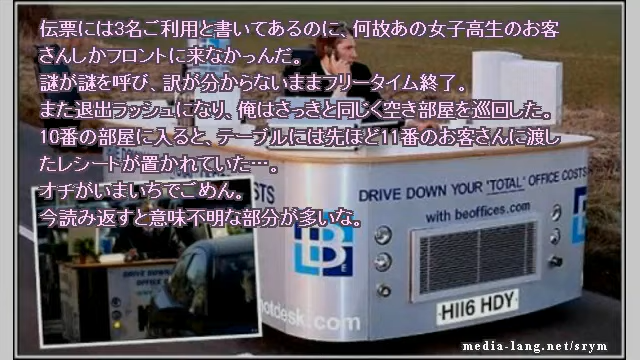 伝票には3名ご利用と書いてあるのに、何故あの女子高生のお客
さんしかフロントに来なかっんだ。
謎が謎を呼び、訳が分からないままフリータイム終了。
また退出ラッシュになり、俺はさっきと同じく空き部屋を巡回した。
10番の部屋に入ると、テーブルには先ほど11番のお客さんに渡し
たレシートが置かれていた…。
オチがいまいちでごめん。
今読み返すと意味不明な部分が多いな。
COSTS
DRIVE DOWN YOUR 'TOTAL' OFFICE COSTS
with beoffices.com
BE
DRIVE DOWN
OFFICE
hotdesk.com
H116 HDY
media-lang.net/srym